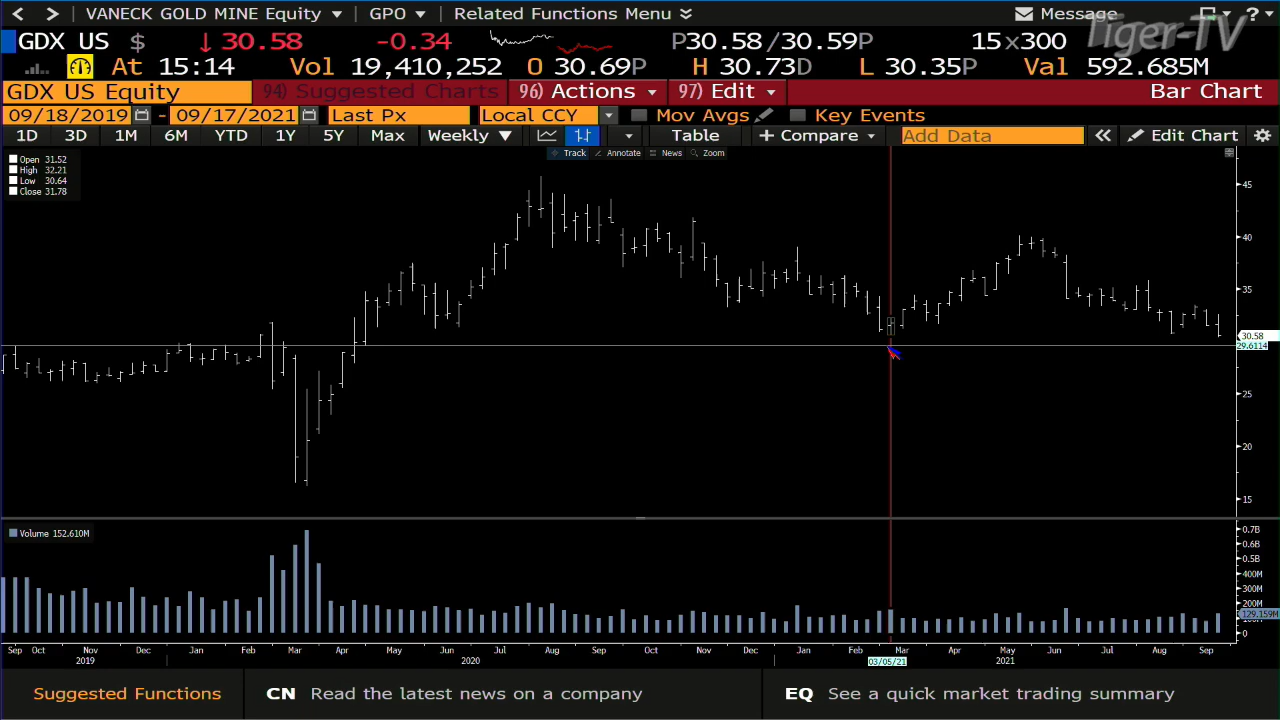 < > VANECK GOLD MINE Equity GPO Related Functions Menu Message ?
Tiger-TV
GDX US $ ↓30.58 -0.34 P30.58/30.59P 15x300
At 15:14 Vol 19,410,252 O 30.69P H 30.73D L 30.35P Val 592.685M
GDX US Equity 94) Suggested Charts 96) Actions 97) Edit Bar Chart
09/18/2019 - 09/17/2021 Last Px Local CCY Mov Avgs Key Events
1D 3D 1M 6M YTD 1Y 5Y Max Weekly ▼ Table + Compare Add Data « Edit Chart
Track Annotate News Zoom
Open 31.52
High 32.21
Low 30.64
Close 31.78
45
40
35
30.58
29.6114
25
20
15
Volume 152.610M
0.7B
0.6B
0.5B
400M
300M
200M
129.159M
0
Sep Oct Nov Dec Jan Feb Mar Apr May Jun Jul Aug Sep Oct Nov Dec Jan Feb Mar Apr May Jun Jul Aug Sep
2019 2020 03/05/21 2021
Suggested Functions CN Read the latest news on a company EQ See a quick market trading summary